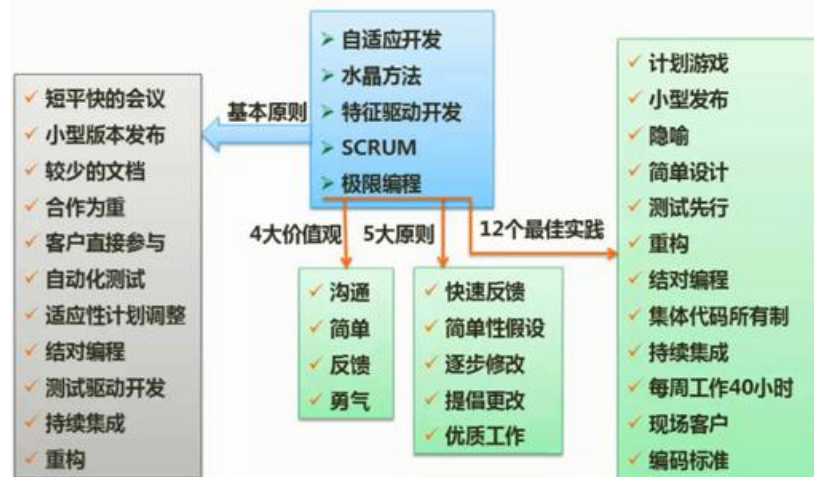 自适应开发
水晶方法
特征驱动开发
SCRUM
极限编程
基本原则
短平快的会议
小型版本发布
较少的文档
合作为重
客户直接参与
自动化测试
适应性计划调整
结对编程
测试驱动开发
持续集成
重构
4大价值观
沟通
简单
反馈
勇气
5大原则
快速反馈
简单性假设
逐步修改
提倡更改
优质工作
12个最佳实践
计划游戏
小型发布
隐喻
简单设计
测试先行
重构
结对编程
集体代码所有制
持续集成
每周工作40小时
现场客户
编码标准